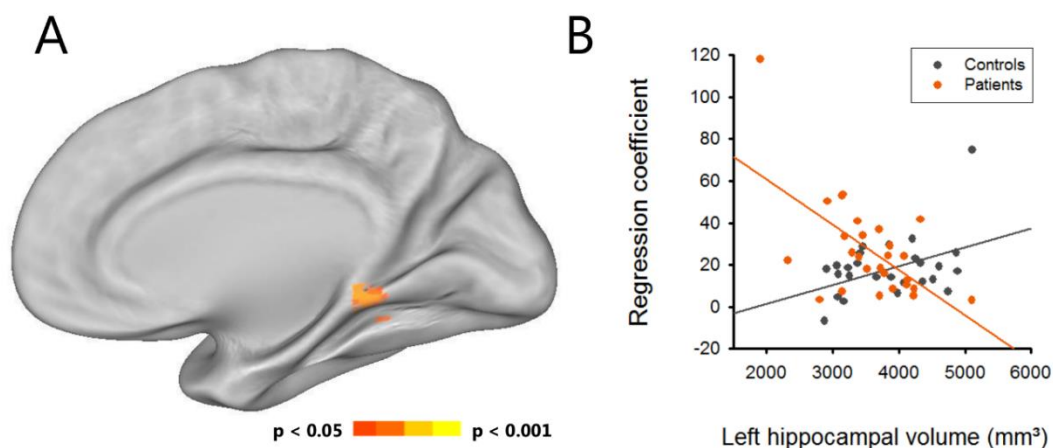 A
p < 0.05 p < 0.001
B
Regression coefficient
120
100
80
60
40
20
0
-20
Controls
Patients
2000 3000 4000 5000 6000
Left hippocampal volume (mm³)